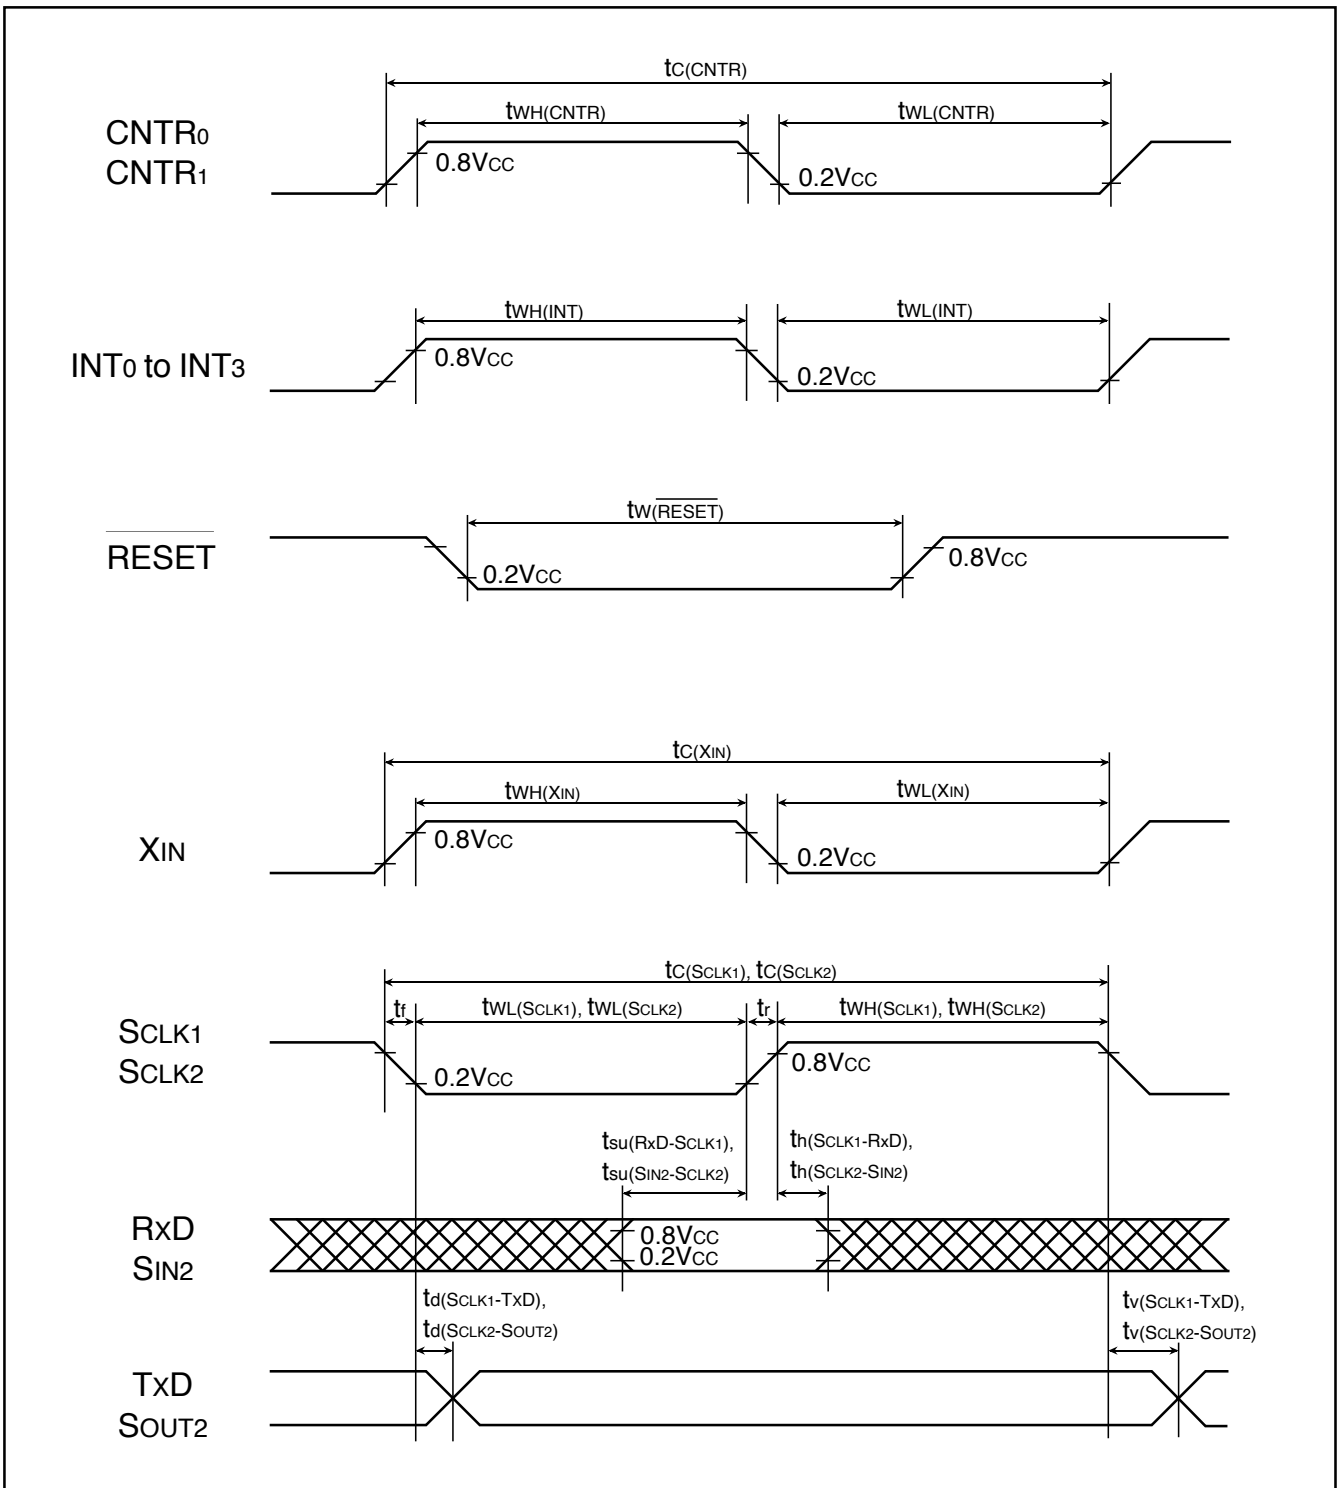 tC(CNTR)
tWH(CNTR) tWL(CNTR)
CNTR0
CNTR1
0.8VCC
0.2VCC
tWH(INT) tWL(INT)
INT0 to INT3
0.8VCC
0.2VCC
tW(RESET)
RESET
0.2VCC
0.8VCC
tC(XIN)
tWH(XIN) tWL(XIN)
XIN
0.8VCC
0.2VCC
tC(SCLK1), tC(SCLK2)
tf tWL(SCLK1), tWL(SCLK2) tr tWH(SCLK1), tWH(SCLK2)
SCLK1
SCLK2
0.2VCC
0.8VCC
tsu(RxD-SCLK1),
tsu(SIN2-SCLK2)
th(SCLK1-RxD),
th(SCLK2-SIN2)
RXD
SIN2
0.8VCC
0.2VCC
td(SCLK1-TXD),
td(SCLK2-SOUT2)
tv(SCLK1-TXD),
tv(SCLK2-SOUT2)
TXD
SOUT2